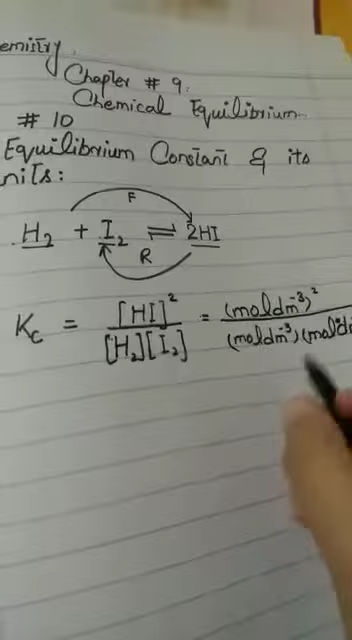 emistry
Chapter # 9.
Chemical Equilibrium
# 10
Equilibrium Constant & its
nits:
F
H₂ + I₂ ⇌ 2HI
R
Kc = [HI]² / [H₂][I₂] = (moldm⁻³)² / (moldm⁻³)(mold